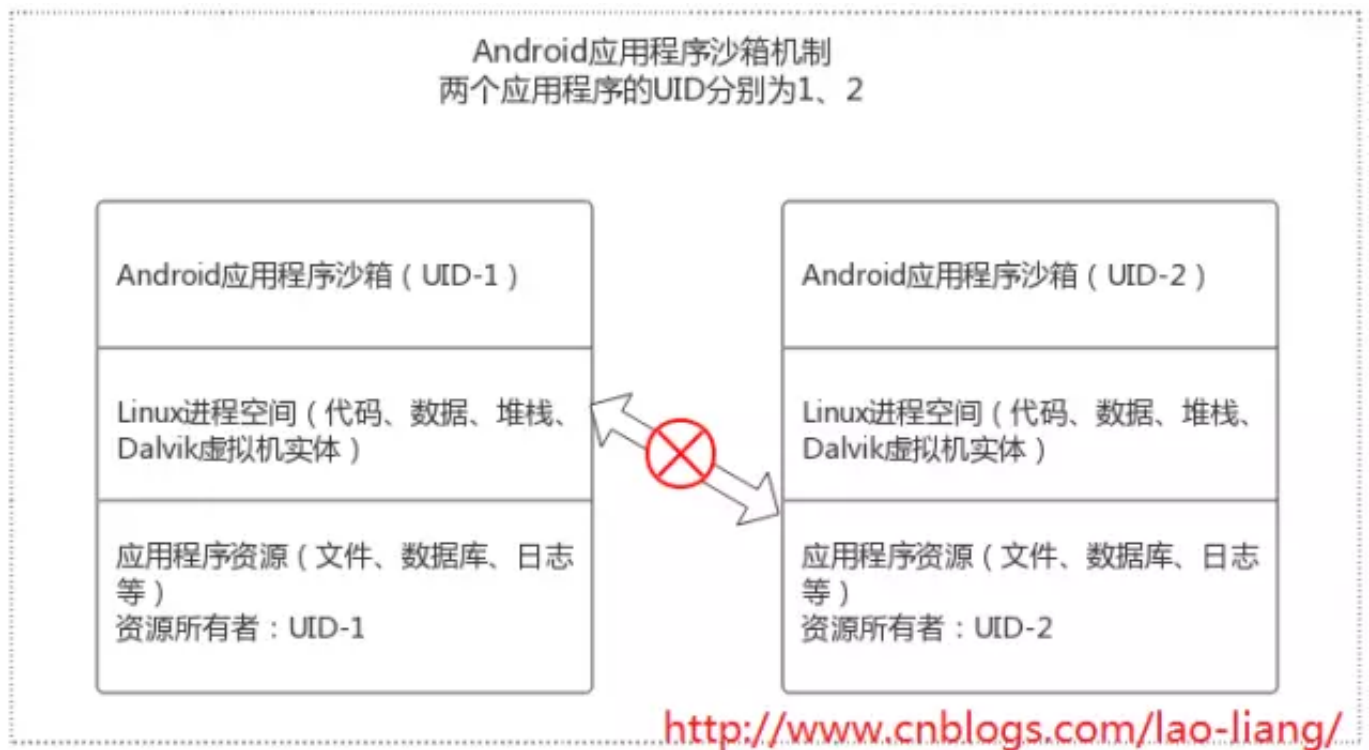 Android应用程序沙箱机制
两个应用程序的UID分别为1、2
Android应用程序沙箱（UID-1）
Linux进程空间（代码、数据、堆栈、
Dalvik虚拟机实体）
应用程序资源（文件、数据库、日志
等）
资源所有者：UID-1
Android应用程序沙箱（UID-2）
Linux进程空间（代码、数据、堆栈、
Dalvik虚拟机实体）
应用程序资源（文件、数据库、日志
等）
资源所有者：UID-2
http://www.cnblogs.com/lao-liang/